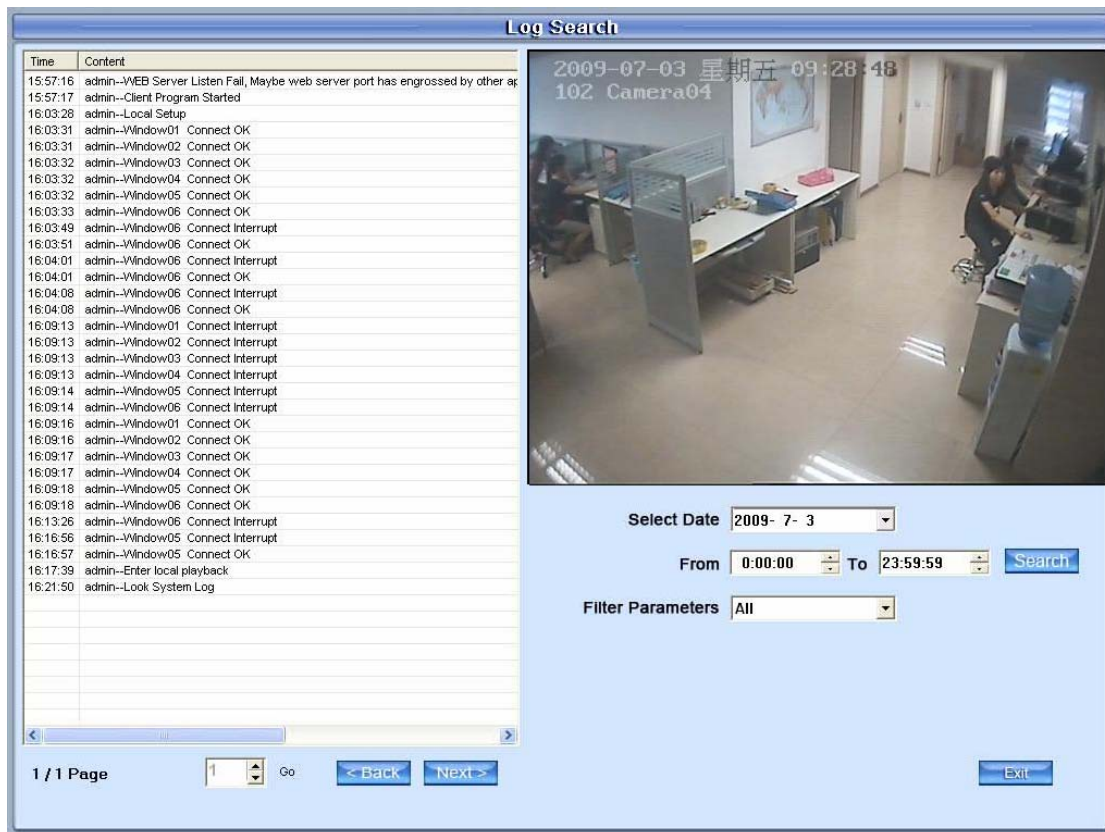 Log Search
Time Content
15:57:16 admin--WEB Server Listen Fail, Maybe web server port has engrossed by other ap
15:57:17 admin--Client Program Started
16:03:28 admin--Local Setup
16:03:31 admin--Window01 Connect OK
16:03:31 admin--Window02 Connect OK
16:03:32 admin--Window03 Connect OK
16:03:32 admin--Window04 Connect OK
16:03:32 admin--Window05 Connect OK
16:03:33 admin--Window06 Connect OK
16:03:49 admin--Window06 Connect Interrupt
16:03:51 admin--Window06 Connect OK
16:04:01 admin--Window06 Connect Interrupt
16:04:01 admin--Window06 Connect OK
16:04:08 admin--Window06 Connect Interrupt
16:04:08 admin--Window06 Connect OK
16:09:13 admin--Window01 Connect Interrupt
16:09:13 admin--Window02 Connect Interrupt
16:09:13 admin--Window03 Connect Interrupt
16:09:13 admin--Window04 Connect Interrupt
16:09:14 admin--Window05 Connect Interrupt
16:09:14 admin--Window06 Connect Interrupt
16:09:16 admin--Window01 Connect OK
16:09:16 admin--Window02 Connect OK
16:09:17 admin--Window03 Connect OK
16:09:17 admin--Window04 Connect OK
16:09:18 admin--Window05 Connect OK
16:09:18 admin--Window06 Connect OK
16:13:26 admin--Window06 Connect Interrupt
16:16:56 admin--Window05 Connect Interrupt
16:16:57 admin--Window05 Connect OK
16:17:39 admin--Enter local playback
16:21:50 admin--Look System Log
1 / 1 Page 1 Go < Back Next >
2009-07-03 星期五 09:28:48
102 Camera04
Select Date 2009- 7- 3
From 0:00:00 To 23:59:59 Search
Filter Parameters All
Exit